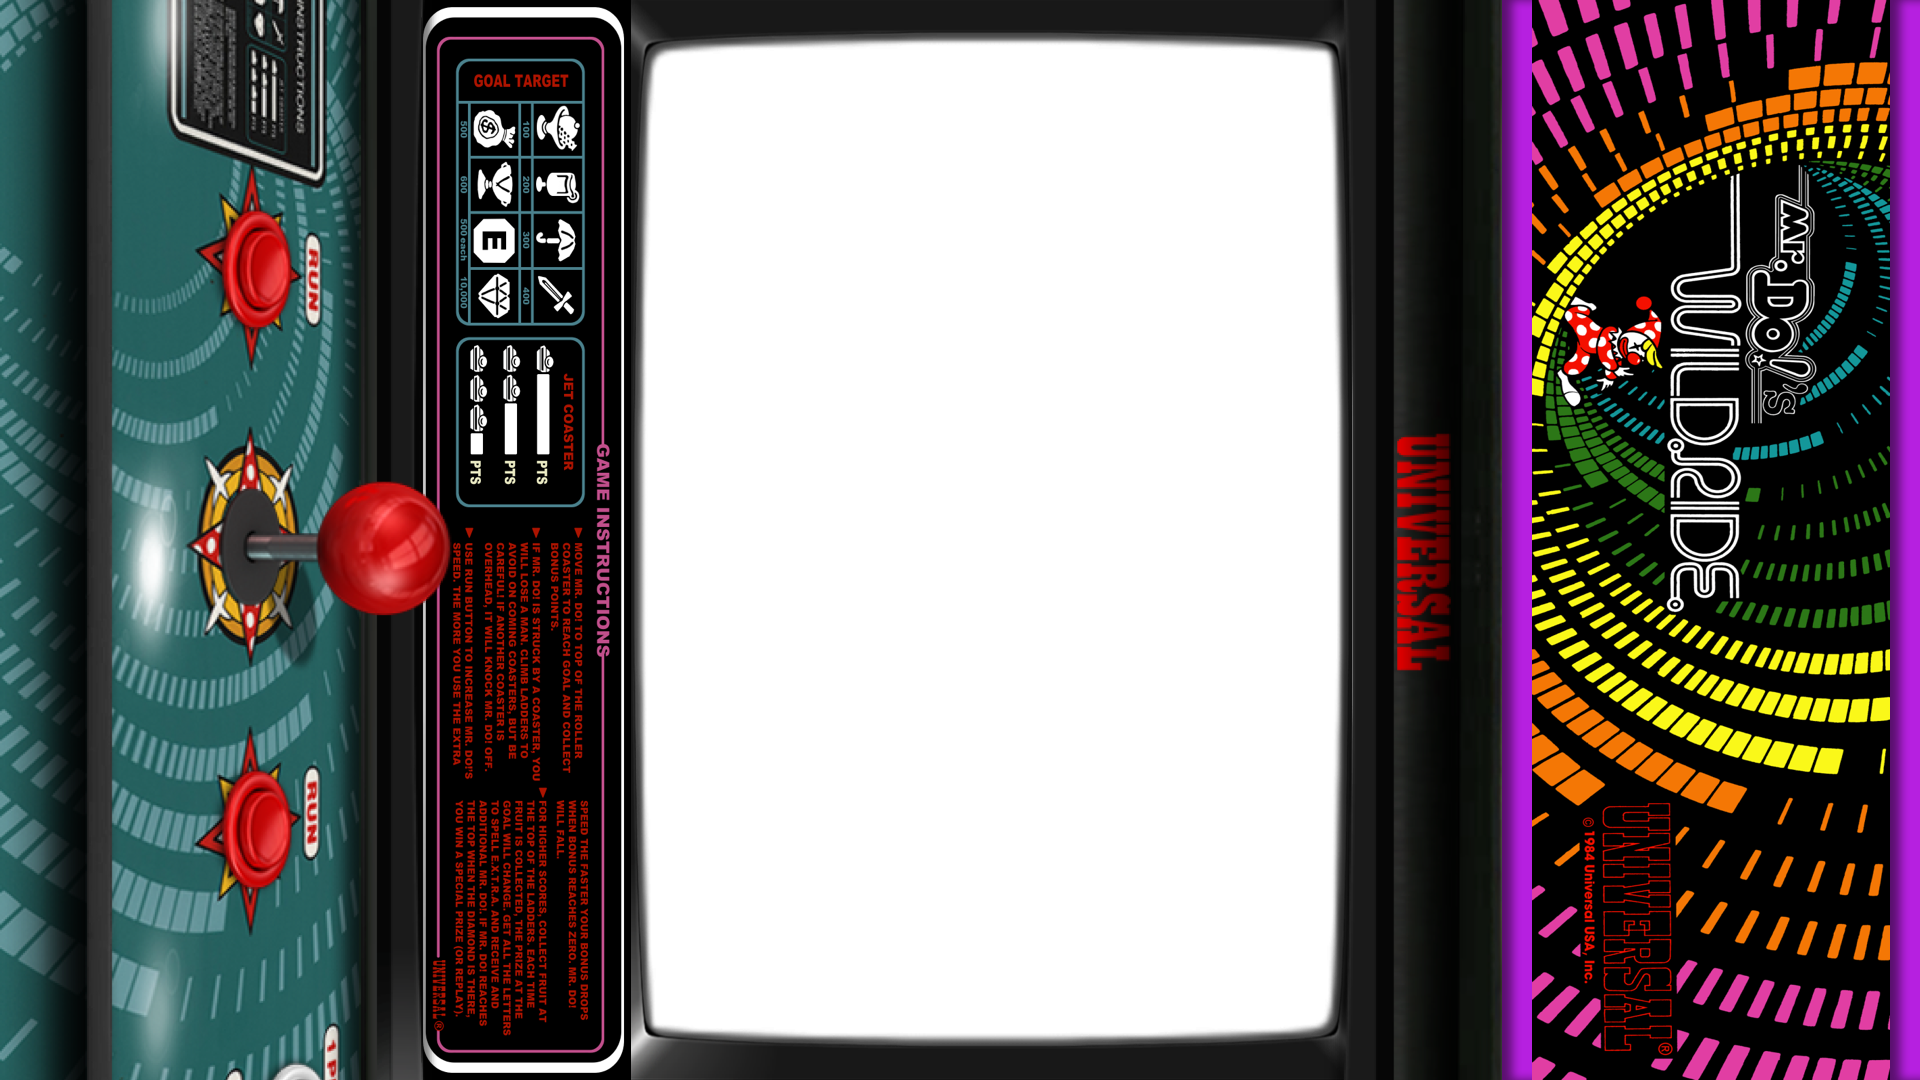 Mr. Do!'s
WILD RIDE.
UNIVERSAL®
© 1984 Universal USA, Inc.
UNIVERSAL
GAME INSTRUCTIONS
GOAL TARGET
100
200
300
400
500
600
500 each
10,000
E
JET COASTER
PTS
PTS
PTS
MOVE MR. DO! TO TOP OF THE ROLLER
COASTER TO REACH GOAL AND COLLECT
BONUS POINTS.
IF MR. DO! IS STRUCK BY A COASTER, YOU
WILL LOSE A MAN. CLIMB LADDERS TO
AVOID ON COMING COASTERS, BUT BE
CAREFUL! IF ANOTHER COASTER IS
OVERHEAD, IT WILL KNOCK MR. DO! OFF.
USE RUN BUTTON TO INCREASE MR. DO!'S
SPEED. THE MORE YOU USE THE EXTRA
SPEED THE FASTER YOUR BONUS DROPS
WHEN BONUS REACHES ZERO, MR. DO!
WILL FALL.
FOR HIGHER SCORES, COLLECT FRUIT AT
THE TOP OF THE LADDERS. EACH TIME
FRUIT IS COLLECTED, THE PRIZE AT THE
GOAL WILL CHANGE. GET ALL THE LETTERS
TO SPELL E.X.T.R.A. AND RECEIVE AND
ADDITIONAL MR. DO!. IF MR. DO! REACHES
THE TOP WHEN THE DIAMOND IS THERE,
YOU WIN A SPECIAL PRIZE (OR REPLAY).
UNIVERSAL®
INSTRUCTIONS
RUN
RUN
1P